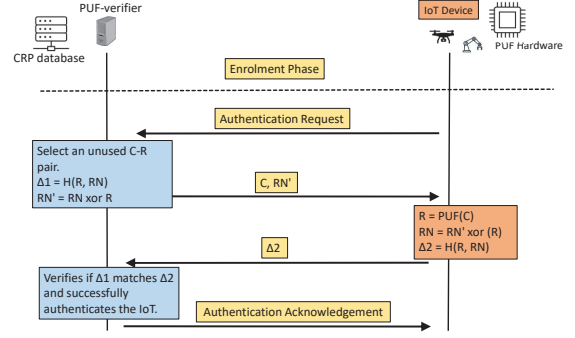 PUF-verifier
IoT Device
CRP database
PUF Hardware
Enrolment Phase
Authentication Request
Select an unused C-R
pair.
Δ1 = H(R, RN)
RN' = RN xor R
C, RN'
R = PUF(C)
RN = RN' xor (R)
Δ2 = H(R, RN)
Δ2
Verifies if Δ1 matches Δ2
and successfully
authenticates the IoT.
Authentication Acknowledgement